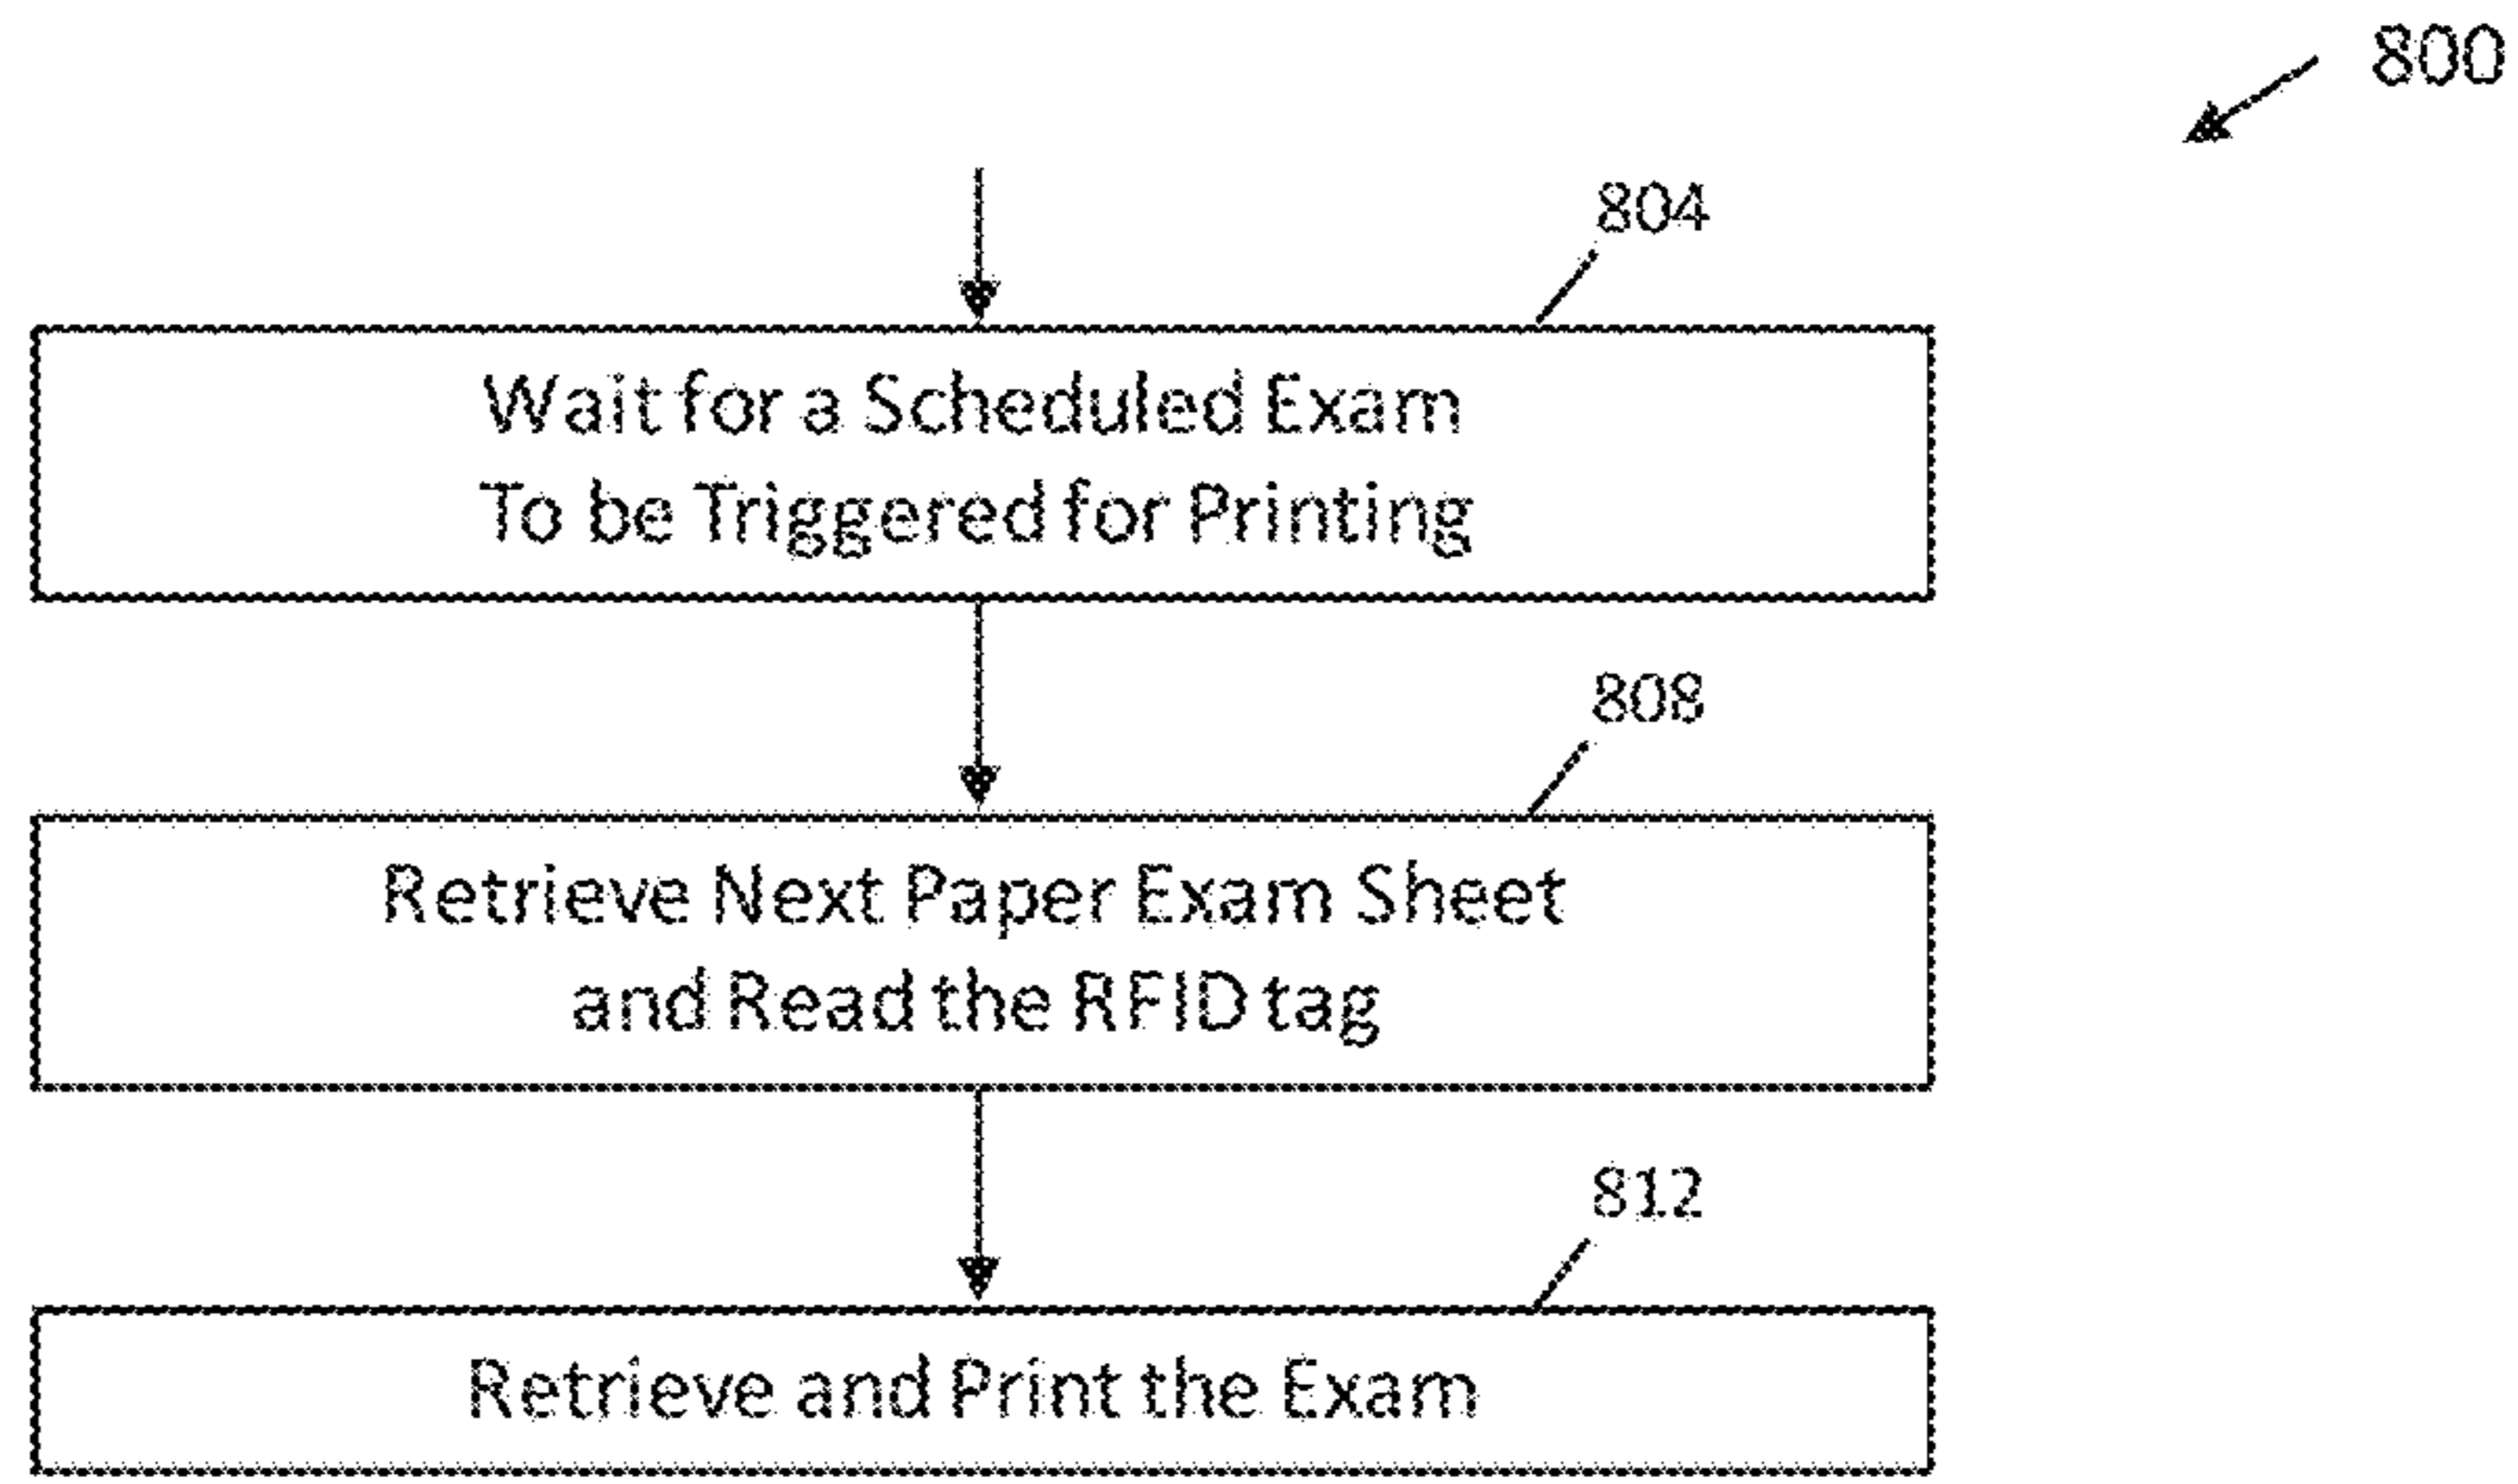 800
804
Wait for a Scheduled Exam
To be Triggered for Printing
808
Retrieve Next Paper Exam Sheet
and Read the RFID tag
812
Retrieve and Print the Exam